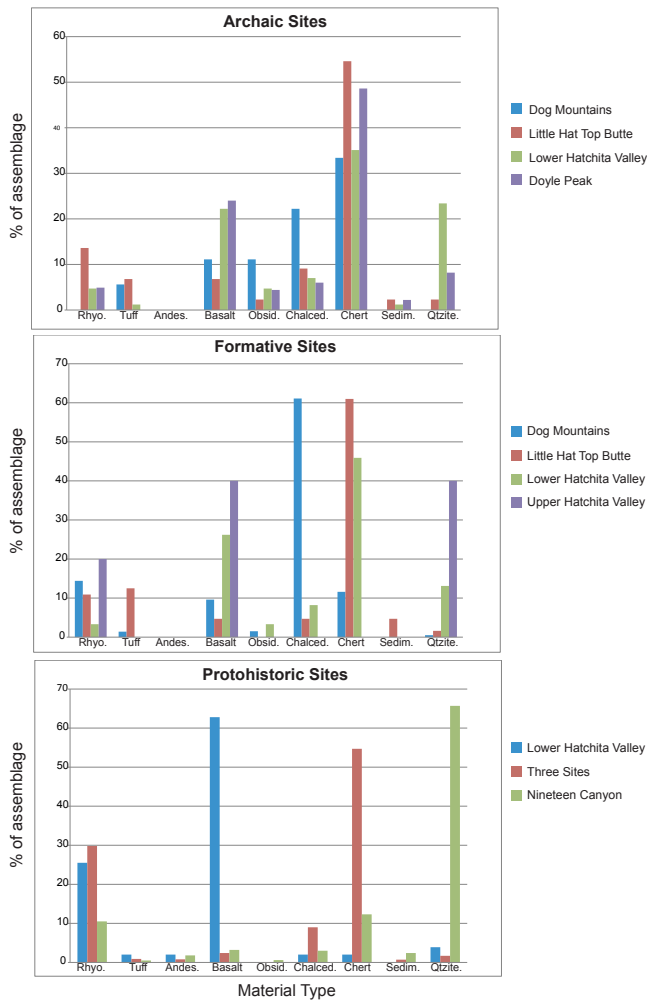 Archaic Sites
% of assemblage
60
50
40
30
20
10
0
Rhyo. Tuff Andes. Basalt Obsid. Chalced. Chert Sedim. Qtzite.
Dog Mountains
Little Hat Top Butte
Lower Hatchita Valley
Doyle Peak
Formative Sites
% of assemblage
70
60
50
40
30
20
10
0
Rhyo. Tuff Andes. Basalt Obsid. Chalced. Chert Sedim. Qtzite.
Dog Mountains
Little Hat Top Butte
Lower Hatchita Valley
Upper Hatchita Valley
Protohistoric Sites
% of assemblage
70
60
50
40
30
20
10
0
Rhyo. Tuff Andes. Basalt Obsid. Chalced. Chert Sedim. Qtzite.
Material Type
Lower Hatchita Valley
Three Sites
Nineteen Canyon